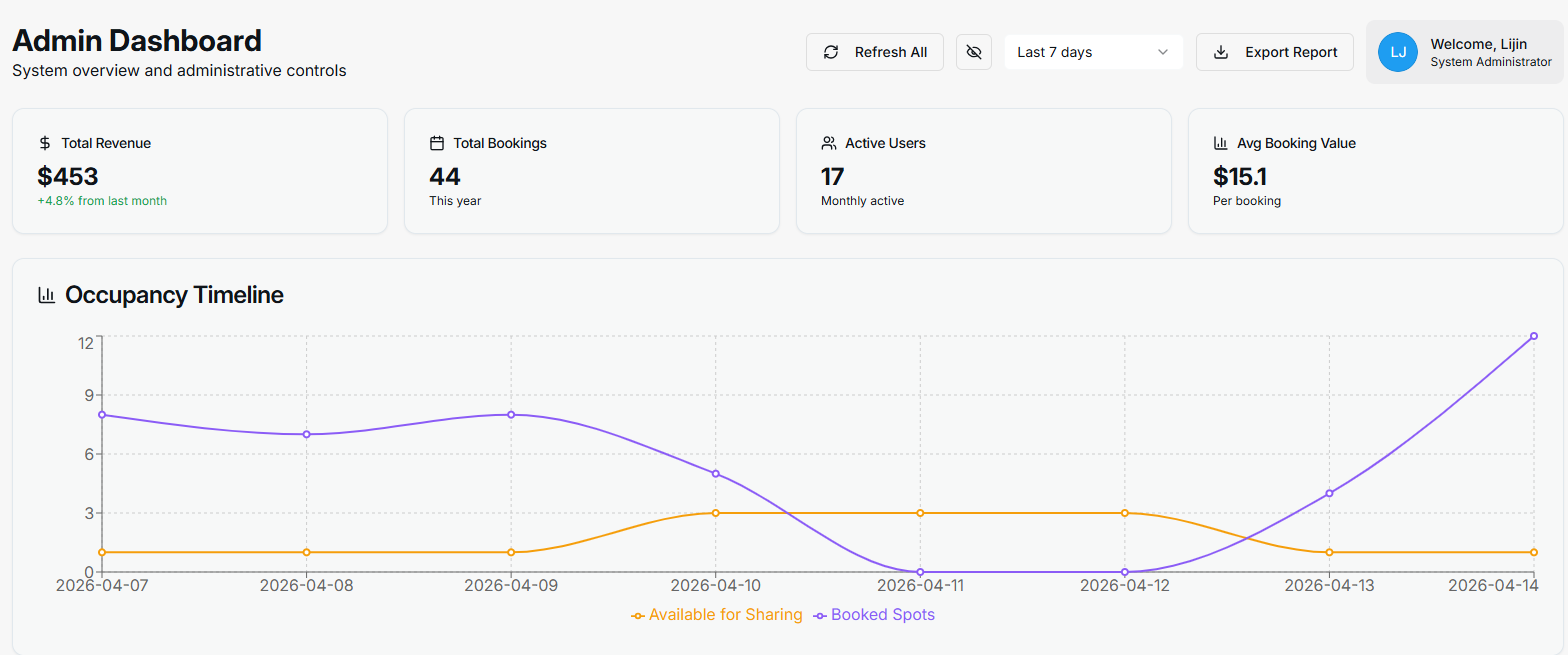 Admin Dashboard
System overview and administrative controls
Refresh All
Last 7 days
Export Report
LJ
Welcome, Lijin
System Administrator
Total Revenue
$453
+4.8% from last month
Total Bookings
44
This year
Active Users
17
Monthly active
Avg Booking Value
$15.1
Per booking
Occupancy Timeline
12
9
6
3
0
2026-04-07 2026-04-08 2026-04-09 2026-04-10 2026-04-11 2026-04-12 2026-04-13 2026-04-14
Available for Sharing Booked Spots